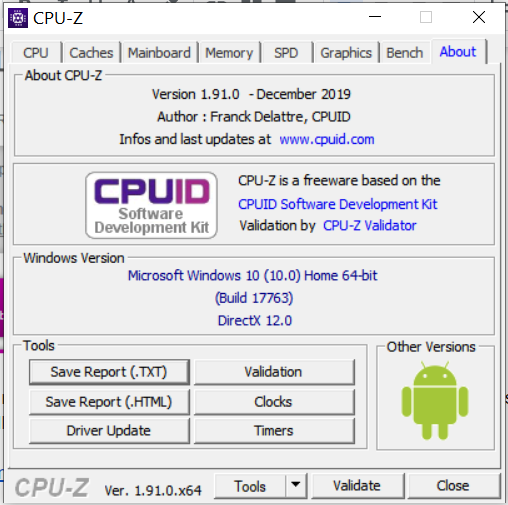 CPU-Z
CPU Caches Mainboard Memory SPD Graphics Bench About
About CPU-Z
Version 1.91.0 - December 2019
Author : Franck Delattre, CPUID
Infos and last updates at www.cpuid.com
CPUID
Software
Development Kit
CPU-Z is a freeware based on the
CPUID Software Development Kit
Validation by CPU-Z Validator
Windows Version
Microsoft Windows 10 (10.0) Home 64-bit
(Build 17763)
DirectX 12.0
Tools
Save Report (.TXT) Validation
Save Report (.HTML) Clocks
Driver Update Timers
Other Versions
CPU-Z Ver. 1.91.0.x64 Tools Validate Close